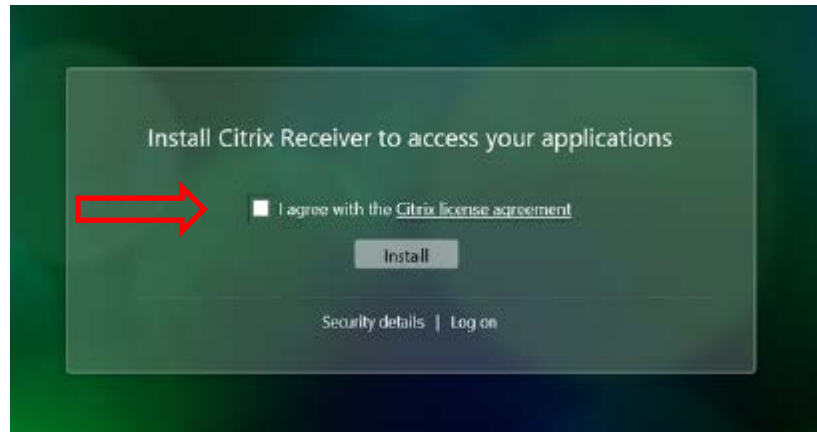 Install Citrix Receiver to access your applications
I agree with the Citrix license agreement
Install
Security details | Log on